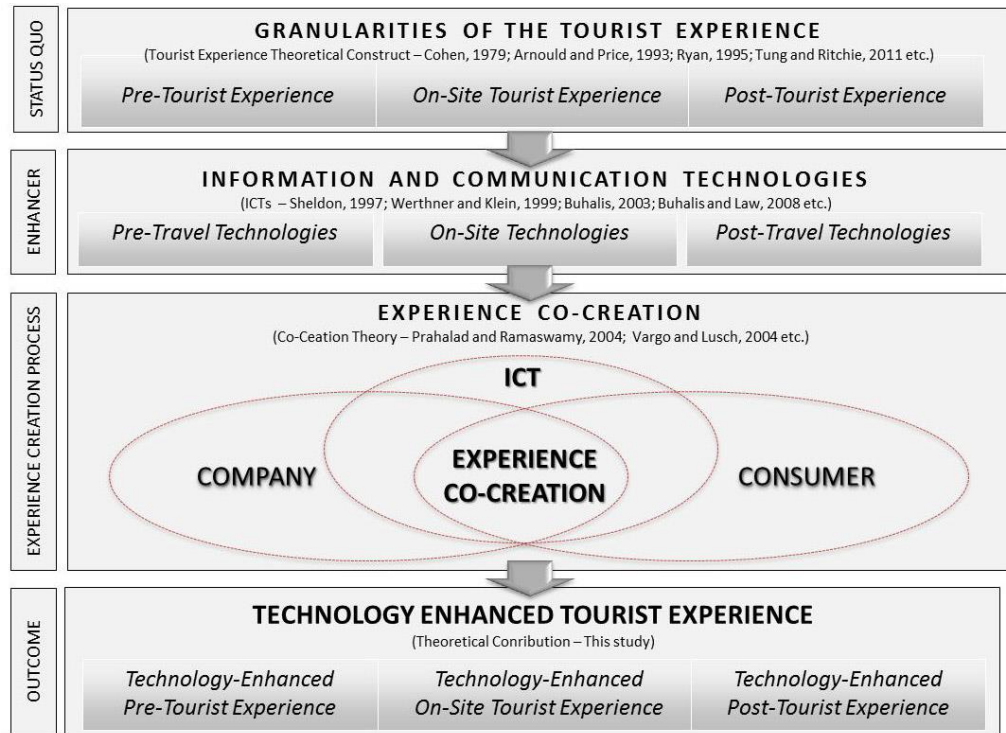 STATUS QUO
GRANULARITIES OF THE TOURIST EXPERIENCE
(Tourist Experience Theoretical Construct – Cohen, 1979; Arnould and Price, 1993; Ryan, 1995; Tung and Ritchie, 2011 etc.)
Pre-Tourist Experience
On-Site Tourist Experience
Post-Tourist Experience
ENHANCER
INFORMATION AND COMMUNICATION TECHNOLOGIES
(ICTs – Sheldon, 1997; Werthner and Klein, 1999; Buhalis, 2003; Buhalis and Law, 2008 etc.)
Pre-Travel Technologies
On-Site Technologies
Post-Travel Technologies
EXPERIENCE CREATION PROCESS
EXPERIENCE CO-CREATION
(Co-Ceation Theory – Prahalad and Ramaswamy, 2004; Vargo and Lusch, 2004 etc.)
ICT
COMPANY
EXPERIENCE
CO-CREATION
CONSUMER
OUTCOME
TECHNOLOGY ENHANCED TOURIST EXPERIENCE
(Theoretical Conribution – This study)
Technology-Enhanced
Pre-Tourist Experience
Technology-Enhanced
On-Site Tourist Experience
Technology-Enhanced
Post-Tourist Experience